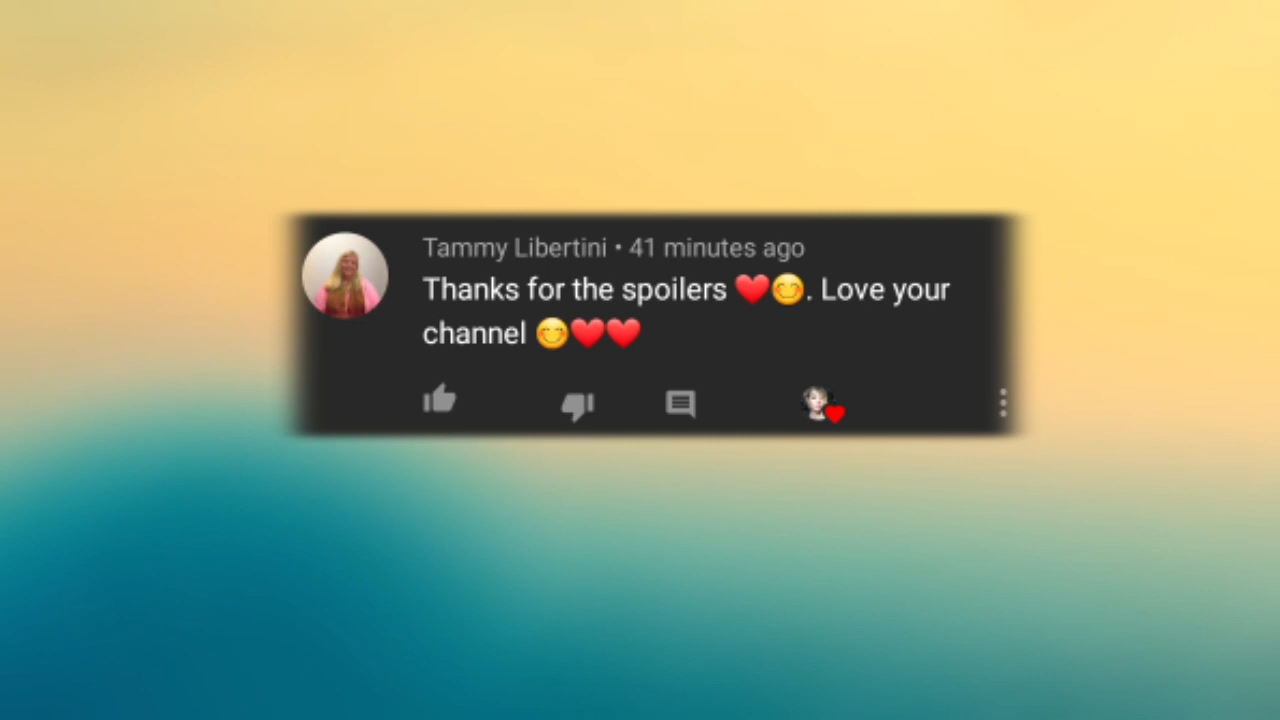 Tammy Libertini • 41 minutes ago
Thanks for the spoilers ❤️😊. Love your
channel 😊❤️❤️